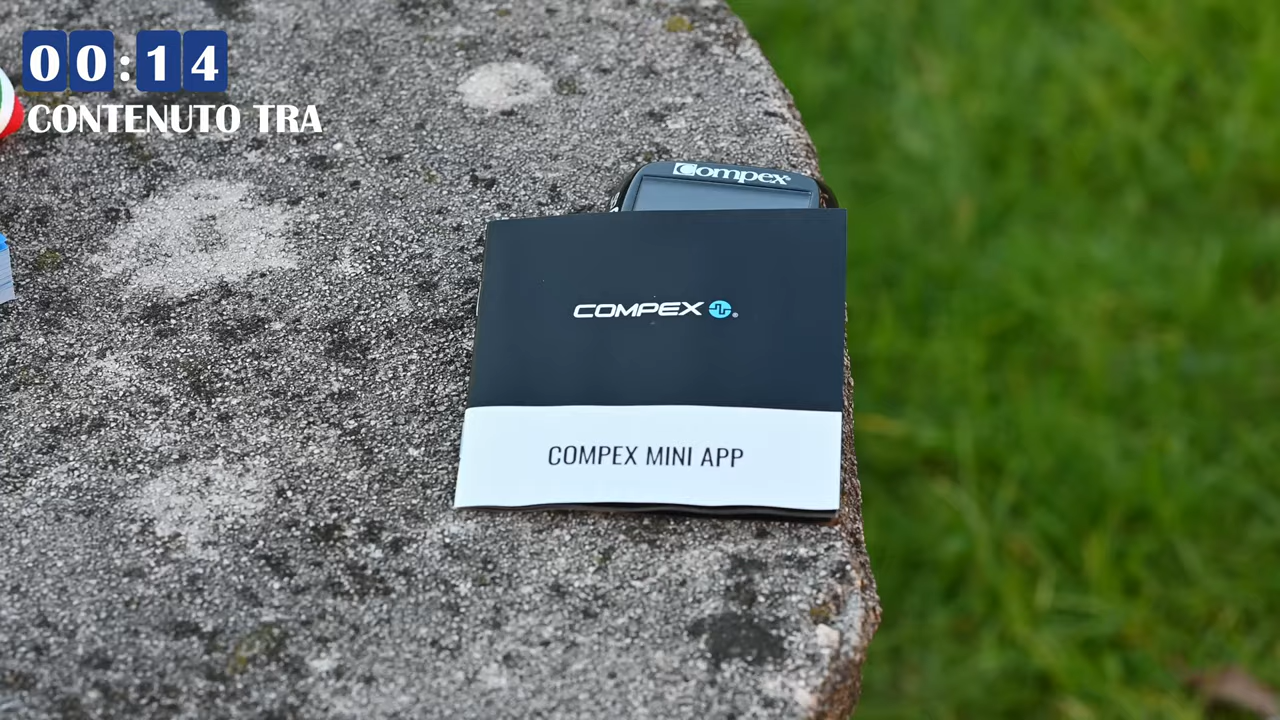 00:14
CONTENUTO TRA
Compex®
COMPEX ®
COMPEX MINI APP